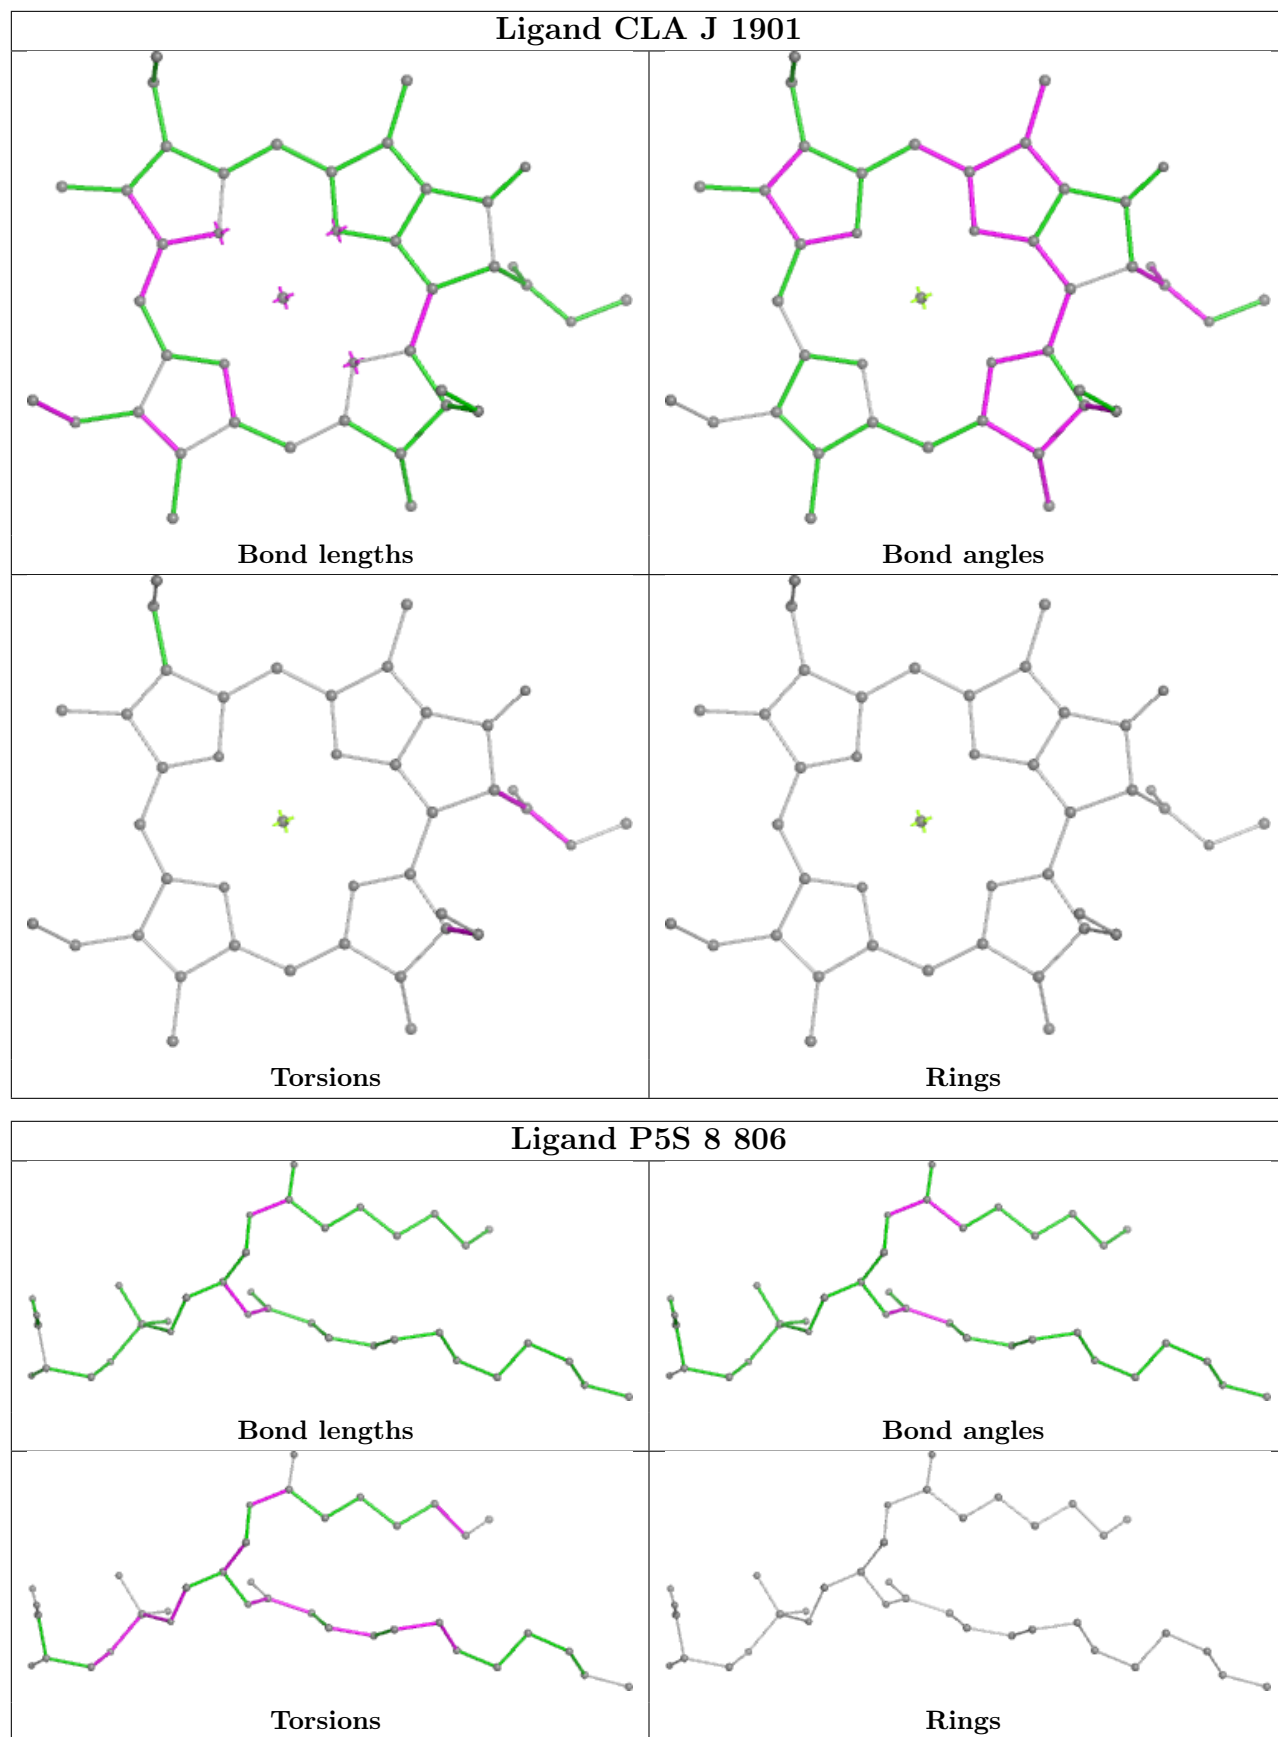 Ligand CLA J 1901
Bond lengths
Bond angles
Torsions
Rings
Ligand P5S 8 806
Bond lengths
Bond angles
Torsions
Rings